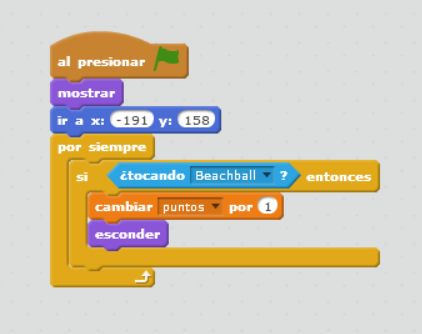 al presionar
mostrar
ir a x: -191 y: 158
por siempre
si ¿tocando Beachball ? entonces
cambiar puntos por 1
esconder